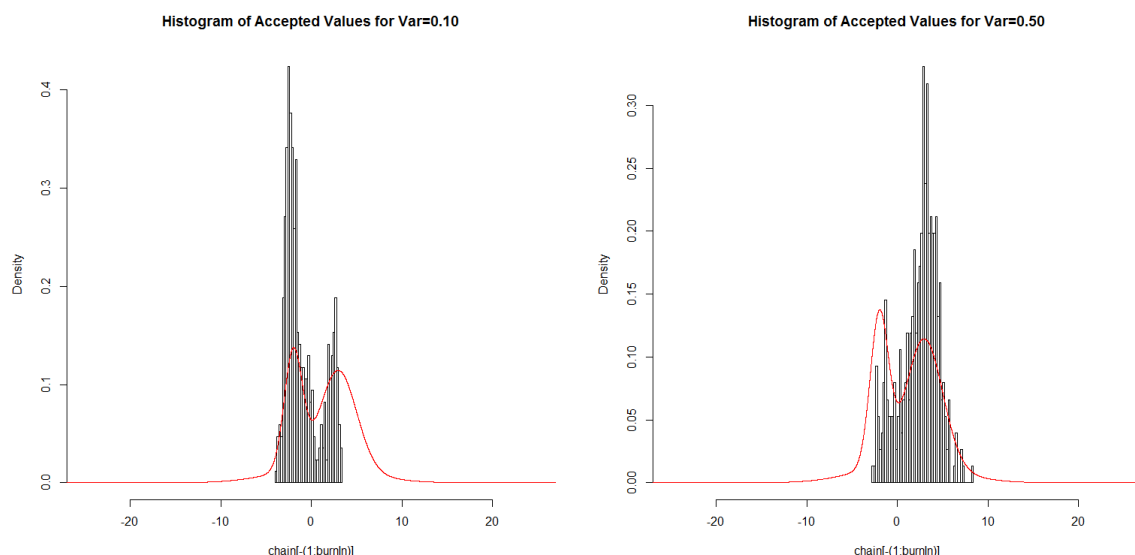 Histogram of Accepted Values for Var=0.10
Density
0.0 0.1 0.2 0.3 0.4
-20 -10 0 10 20
chain[-(1:burnIn)]
Histogram of Accepted Values for Var=0.50
Density
0.00 0.05 0.10 0.15 0.20 0.25 0.30
-20 -10 0 10 20
chain[-(1:burnIn)]